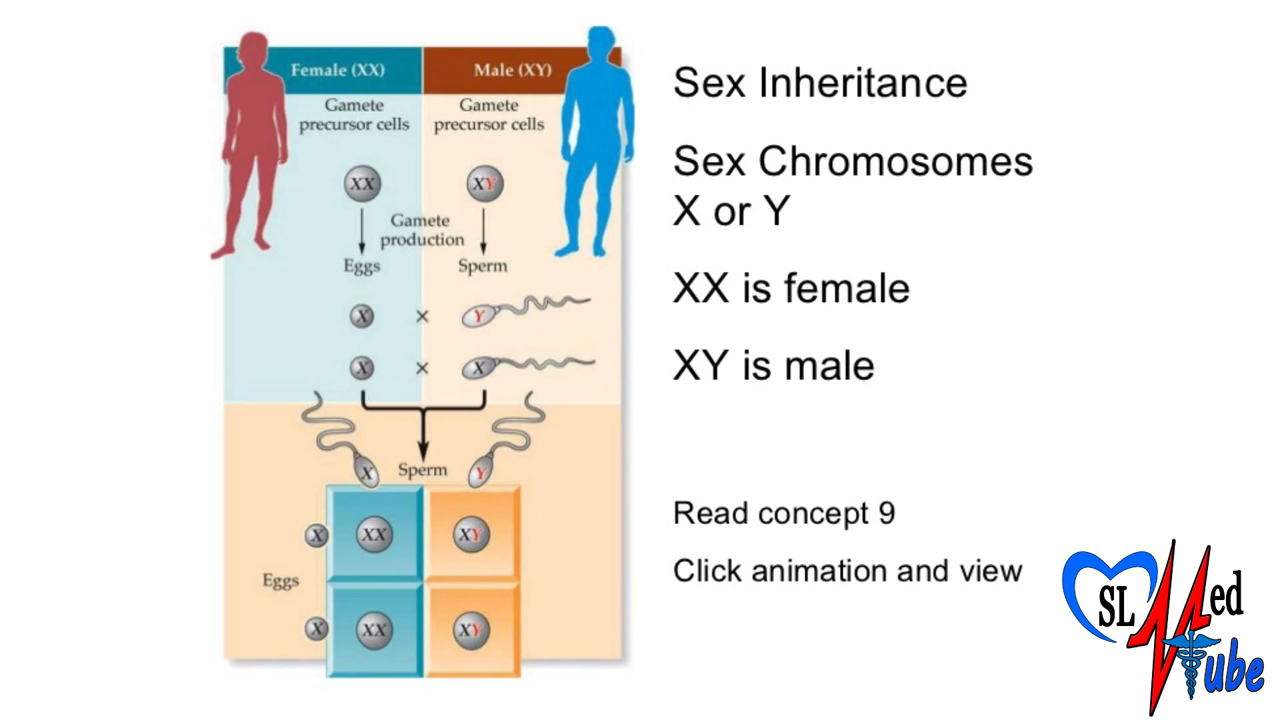 Female (XX)
Male (XY)
Gamete
precursor cells
Gamete
precursor cells
XX
XY
Gamete
production
Eggs
Sperm
X
×
Y
X
×
X
X
Sperm
Y
X
XX
XY
Eggs
X
XX
XY
Sex Inheritance
Sex Chromosomes
X or Y
XX is female
XY is male
Read concept 9
Click animation and view
SL Med
Tube